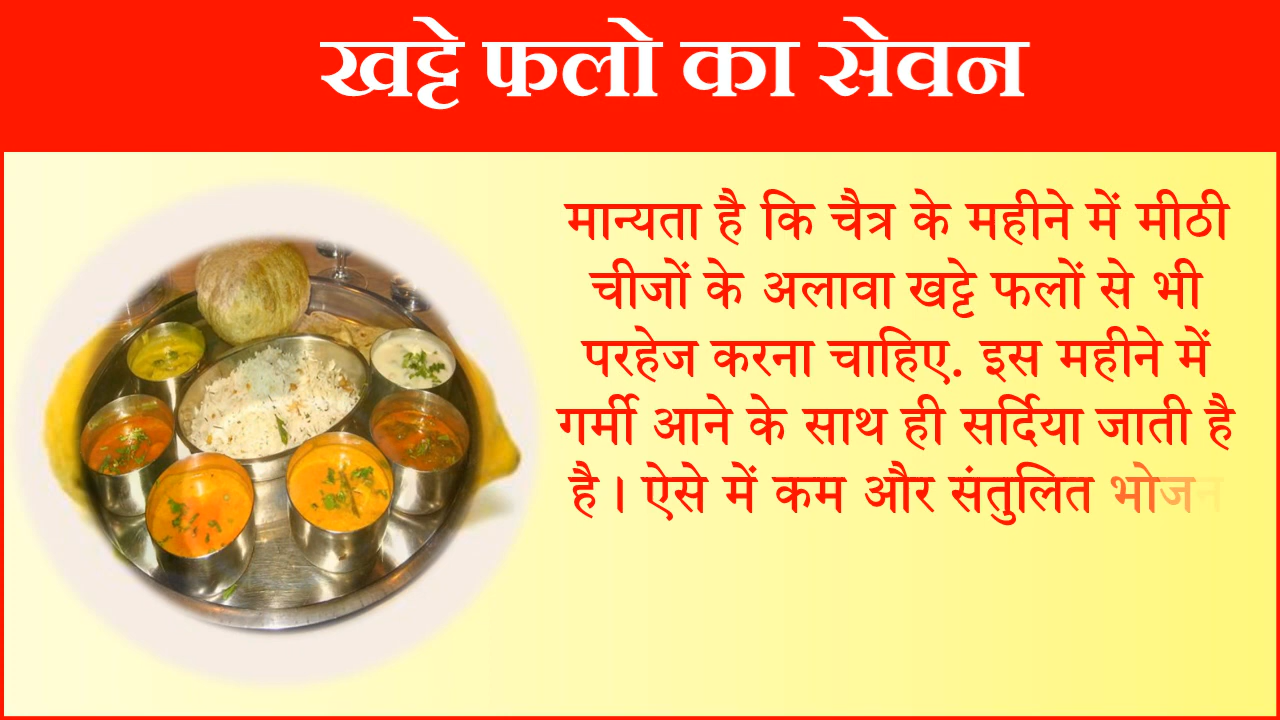 खट्टे फलो का सेवन
मान्यता है कि चैत्र के महीने में मीठी
चीजों के अलावा खट्टे फलों से भी
परहेज करना चाहिए. इस महीने में
गर्मी आने के साथ ही सर्दिया जाती है
है। ऐसे में कम और संतुलित भोजन